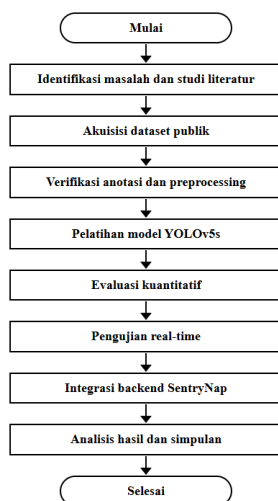 Mulai
Identifikasi masalah dan studi literatur
Akuisisi dataset publik
Verifikasi anotasi dan preprocessing
Pelatihan model YOLOv5s
Evaluasi kuantitatif
Pengujian real-time
Integrasi backend SentryNap
Analisis hasil dan simpulan
Selesai